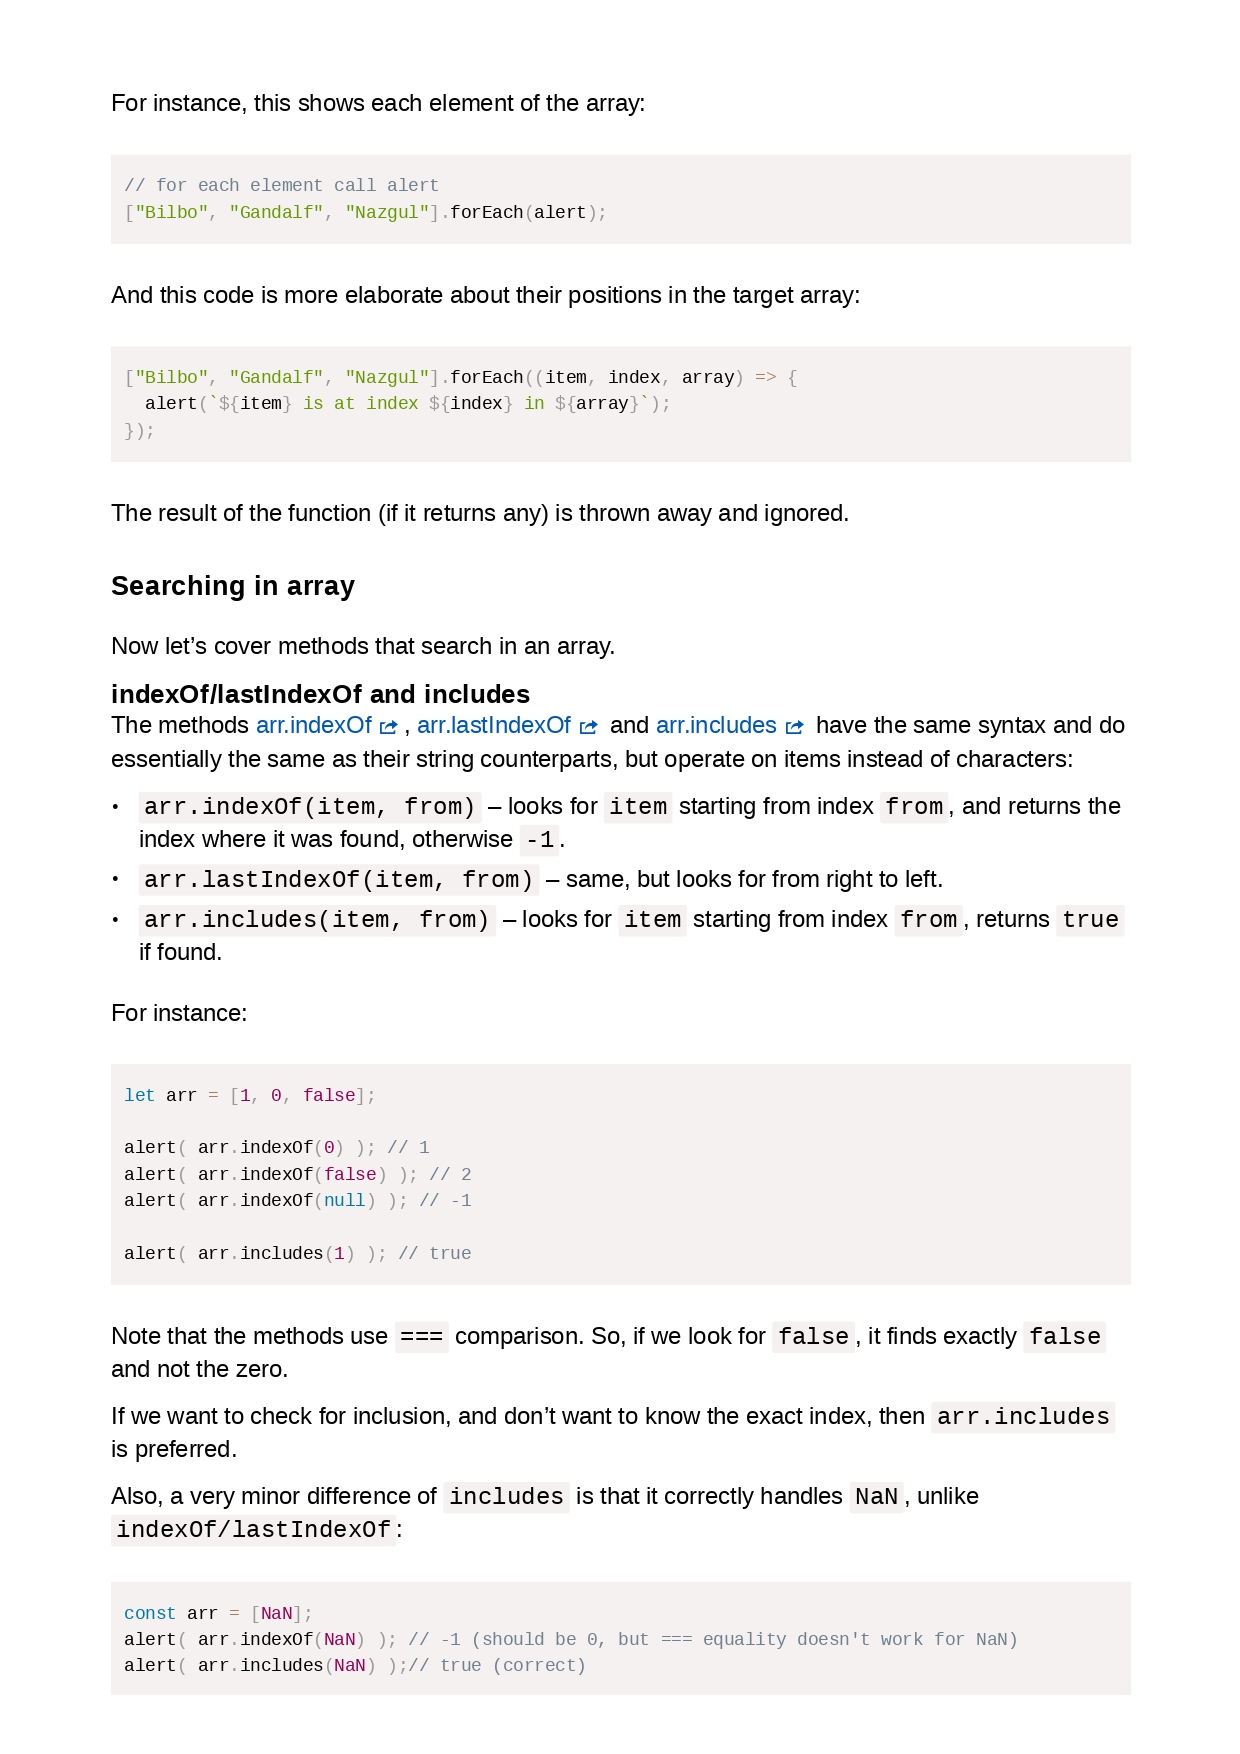 For instance, this shows each element of the array:
// for each element call alert
["Bilbo", "Gandalf", "Nazgul"].forEach(alert);
And this code is more elaborate about their positions in the target array:
["Bilbo", "Gandalf", "Nazgul"].forEach((item, index, array) => {
  alert(`${item} is at index ${index} in ${array}`);
});
The result of the function (if it returns any) is thrown away and ignored.
Searching in array
Now let’s cover methods that search in an array.
indexOf/lastIndexOf and includes
The methods arr.indexOf , arr.lastIndexOf and arr.includes have the same syntax and do
essentially the same as their string counterparts, but operate on items instead of characters:
• arr.indexOf(item, from) – looks for item starting from index from, and returns the
index where it was found, otherwise -1.
• arr.lastIndexOf(item, from) – same, but looks for from right to left.
• arr.includes(item, from) – looks for item starting from index from, returns true
if found.
For instance:
let arr = [1, 0, false];
alert( arr.indexOf(0) ); // 1
alert( arr.indexOf(false) ); // 2
alert( arr.indexOf(null) ); // -1
alert( arr.includes(1) ); // true
Note that the methods use === comparison. So, if we look for false, it finds exactly false
and not the zero.
If we want to check for inclusion, and don’t want to know the exact index, then arr.includes
is preferred.
Also, a very minor difference of includes is that it correctly handles NaN, unlike
indexOf/lastIndexOf:
const arr = [NaN];
alert( arr.indexOf(NaN) ); // -1 (should be 0, but === equality doesn't work for NaN)
alert( arr.includes(NaN) );// true (correct)